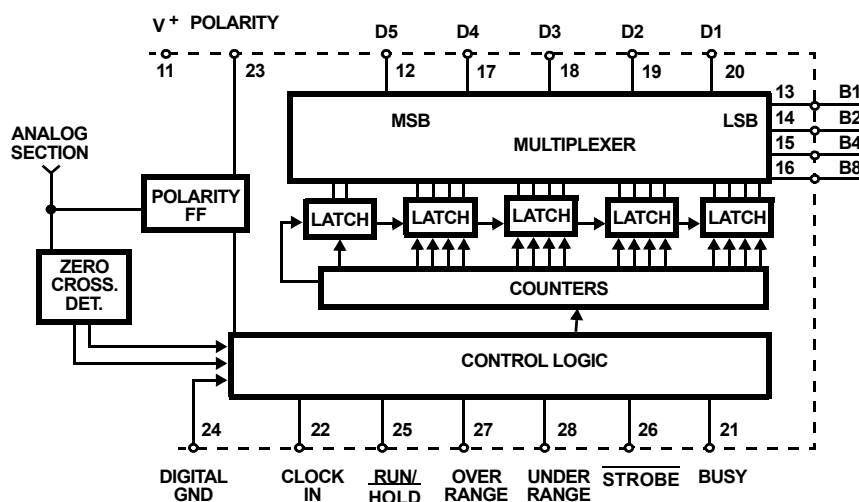 V+ POLARITY D5 D4 D3 D2 D1
11 23 12 17 18 19 20
13 B1
MSB LSB 14 B2
MULTIPLEXER 15 B4
16 B8
ANALOG
SECTION
POLARITY
FF
LATCH LATCH LATCH LATCH LATCH
ZERO
CROSS.
DET.
COUNTERS
CONTROL LOGIC
24 22 25 27 28 26 21
DIGITAL CLOCK RUN/ OVER UNDER STROBE BUSY
GND IN HOLD RANGE RANGE